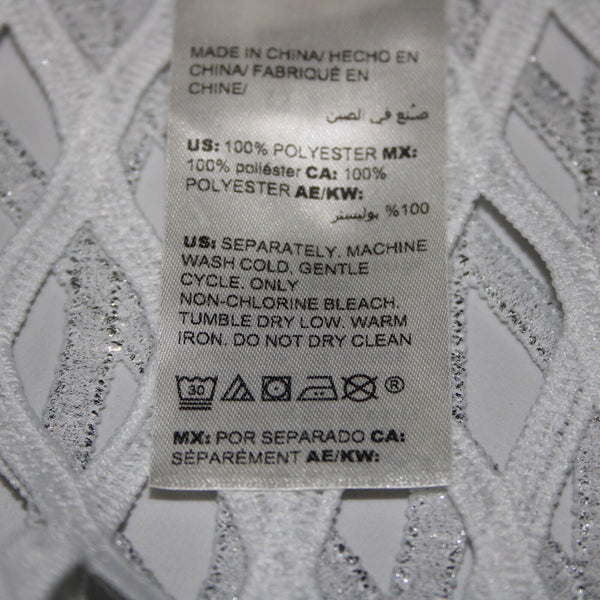 MADE IN CHINA/ HECHO EN
CHINA/ FABRIQUÉ EN
CHINE/
صنع في الصين
US: 100% POLYESTER MX:
100% poliéster CA: 100%
POLYESTER AE/KW:
100% بوليستر
US: SEPARATELY. MACHINE
WASH COLD, GENTLE
CYCLE, ONLY
NON-CHLORINE BLEACH.
TUMBLE DRY LOW. WARM
IRON. DO NOT DRY CLEAN
30 ®
MX: POR SEPARADO CA:
SÉPARÉMENT AE/KW: